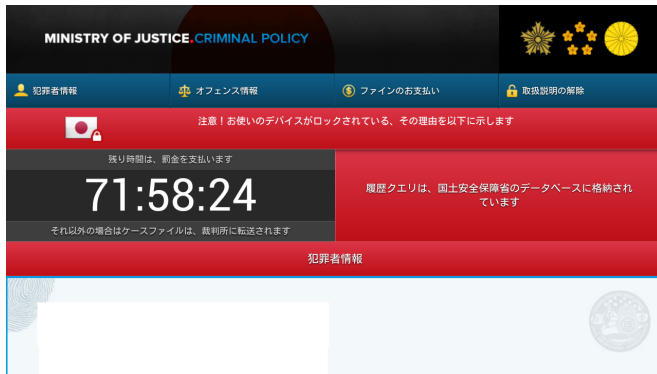 MINISTRY OF JUSTICE.CRIMINAL POLICY
犯罪者情報
オフェンス情報
ファインのお支払い
取扱説明の解除
注意！お使いのデバイスがロックされている、その理由を以下に示します
残り時間は、罰金を支払います
71:58:24
それ以外の場合はケースファイルは、裁判所に転送されます
履歴クエリは、国土安全保障省のデータベースに格納され
ています
犯罪者情報